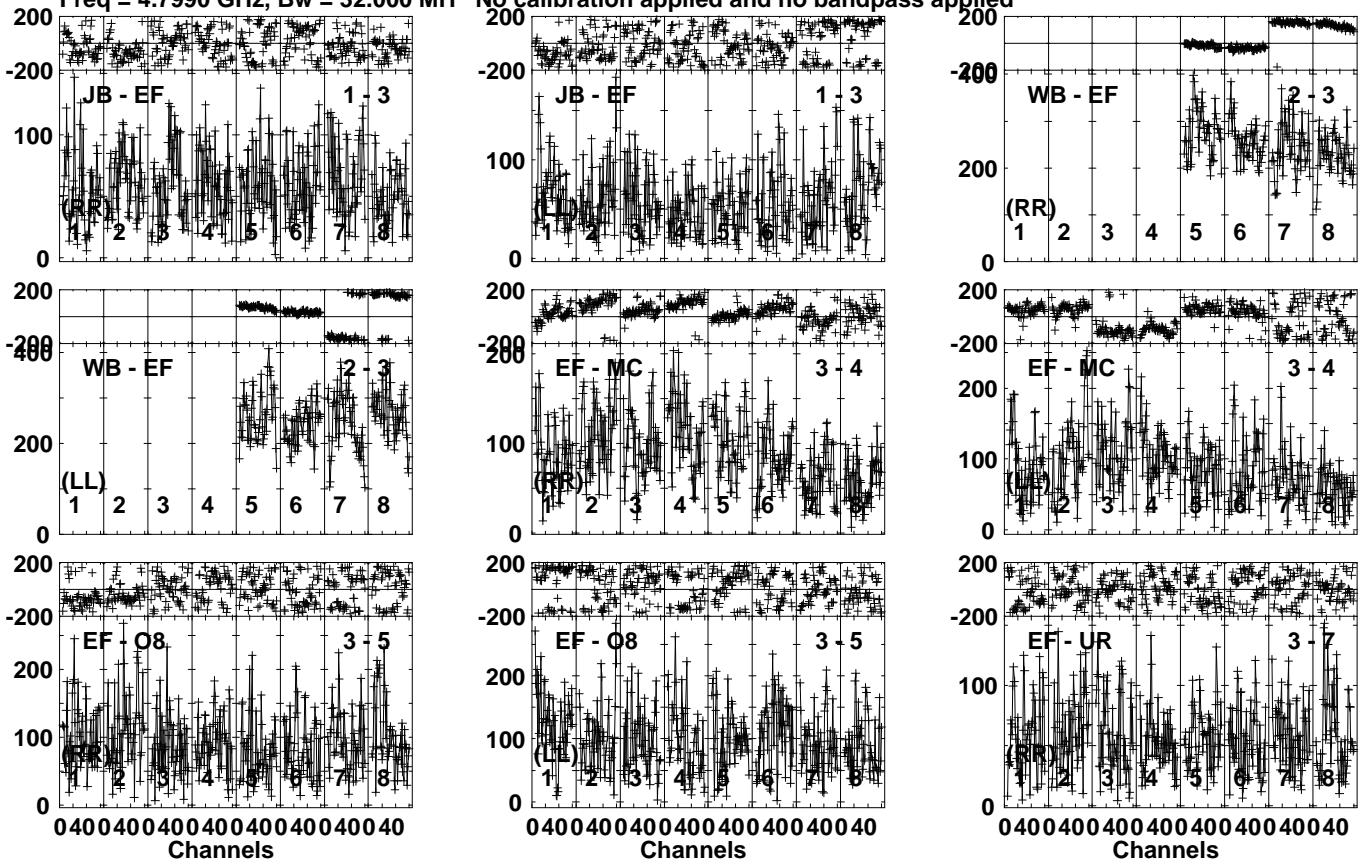 Freq = 4.7990 GHz, Bw = 32.000 MH No calibration applied and no bandpass applied
200 200 200
-200 -200 -200
JB - EF 1 - 3 JB - EF 1 - 3 400 WB - EF 2 - 3
100 100 200
(RR) (LL) (RR)
1 2 3 4 5 6 7 8 1 2 3 4 5 6 7 8 1 2 3 4 5 6 7 8
0 0 0
200 200 200
-200 -200 -200
400 WB - EF 2 - 3 200 EF - MC 3 - 4 EF - MC 3 - 4
200
200 100 100
(LL) (RR) (LL)
1 2 3 4 5 6 7 8 1 2 3 4 5 6 7 8 1 2 3 4 5 6 7 8
0 0 0
200 200 200
-200 -200 -200
EF - O8 3 - 5 EF - O8 3 - 5 EF - UR 3 - 7
200 200
100 100 100
(RR) (LL) (RR)
1 2 3 4 5 6 7 8 1 2 3 4 5 6 7 8 1 2 3 4 5 6 7 8
0 0 0
0 40 0 40 0 40 0 40 0 40 0 40 0 40 0 40 0 40 0 40 0 40 0 40 0 40 0 40 0 40 0 40 0 40 0 40 0 40 0 40 0 40 0 40 0 40 0 40
Channels Channels Channels